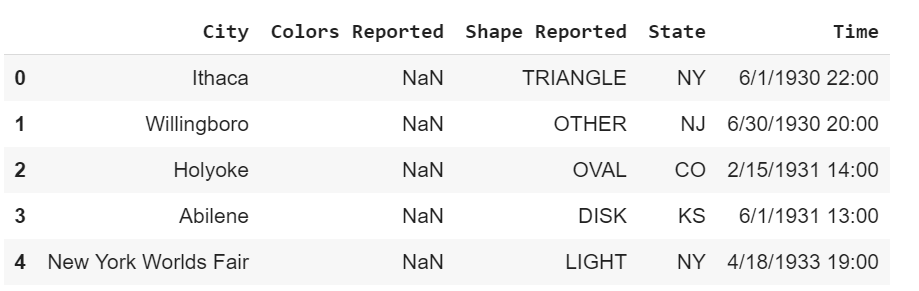 City Colors Reported Shape Reported State Time
0 Ithaca NaN TRIANGLE NY 6/1/1930 22:00
1 Willingboro NaN OTHER NJ 6/30/1930 20:00
2 Holyoke NaN OVAL CO 2/15/1931 14:00
3 Abilene NaN DISK KS 6/1/1931 13:00
4 New York Worlds Fair NaN LIGHT NY 4/18/1933 19:00